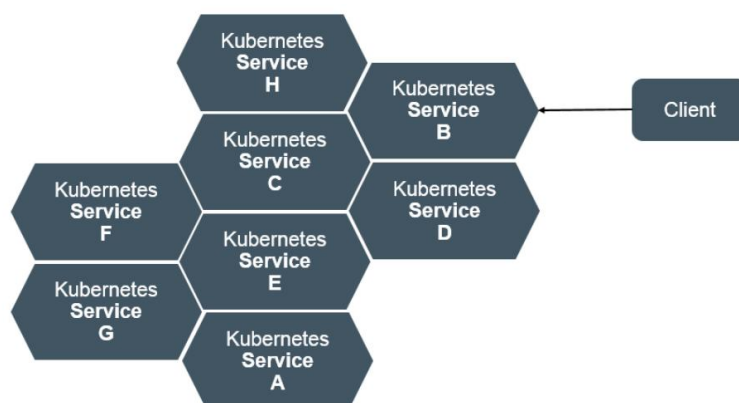 Kubernetes
Service
H
Kubernetes
Service
B
Client
Kubernetes
Service
C
Kubernetes
Service
F
Kubernetes
Service
D
Kubernetes
Service
E
Kubernetes
Service
G
Kubernetes
Service
A